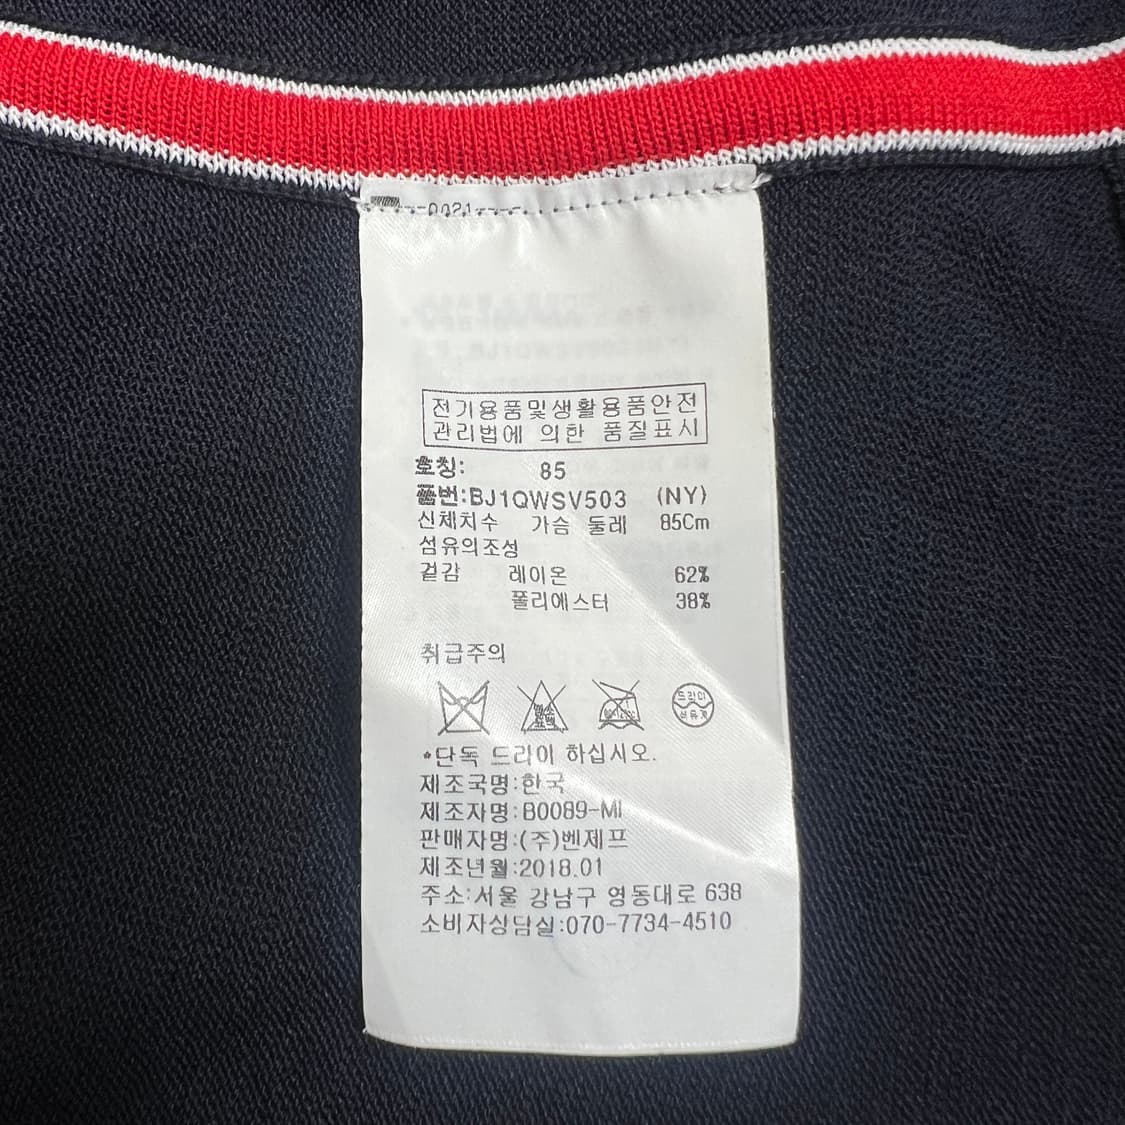 0021
전기용품및생활용품안전
관리법에 의한 품질표시
호칭: 85
품번:BJ1QWSV503 (NY)
신체치수 가슴 둘레 85Cm
섬유의조성
겉감 레이온 62%
폴리에스터 38%
취급주의
드라이
석유계
*단독 드라이 하십시오.
제조국명:한국
제조자명:B0089-MI
판매자명:(주)벤제프
제조년월:2018.01
주소:서울 강남구 영동대로 638
소비자상담실:070-7734-4510